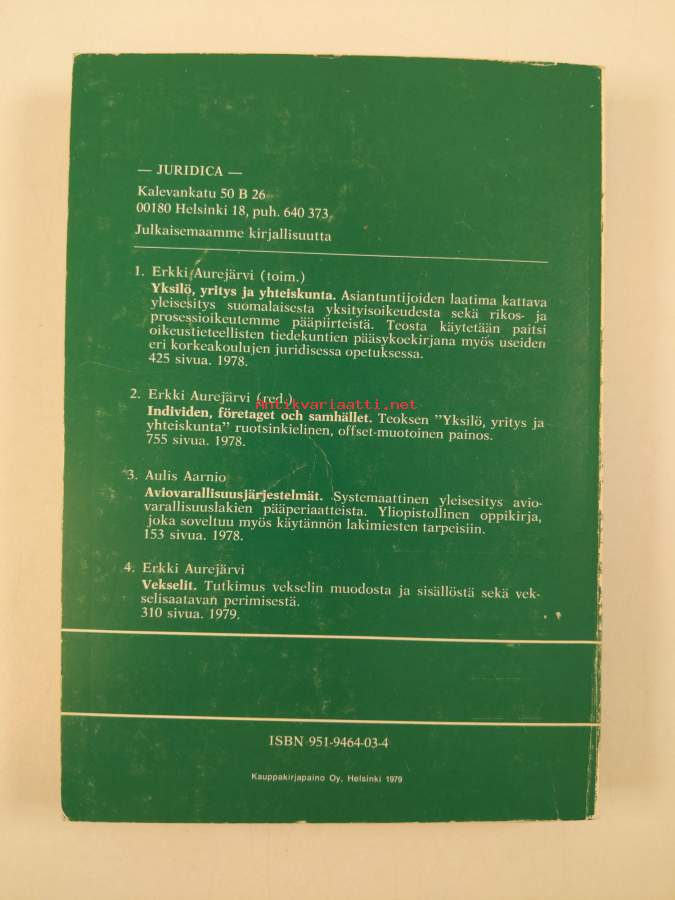 — JURIDICA —
Kalevankatu 50 B 26
00180 Helsinki 18, puh. 640 373
Julkaisemaamme kirjallisuutta
1. Erkki Aurejärvi (toim.)
Yksilö, yritys ja yhteiskunta. Asiantuntijoiden laatima kattava
yleisesitys suomalaisesta yksityisoikeudesta sekä rikos- ja
prosessioikeutemme pääpiirteistä. Teosta käytetään paitsi
oikeustieteellisten tiedekuntien pääsykoekirjana myös useiden
eri korkeakoulujen juridisessa opetuksessa.
425 sivua. 1978.
2. Erkki Aurejärvi (red.)
Antikvariaatti.net
Individen, företaget och samhället. Teoksen ”Yksilö, yritys ja
yhteiskunta” ruotsinkielinen, offset-muotoinen painos.
755 sivua. 1978.
3. Aulis Aarnio
Aviovarallisuusjärjestelmät. Systemaattinen yleisesitys avio-
varallisuuslakien pääperiaatteista. Yliopistollinen oppikirja,
joka soveltuu myös käytännön lakimiesten tarpeisiin.
153 sivua. 1978.
4. Erkki Aurejärvi
Vekselit. Tutkimus vekselin muodosta ja sisällöstä sekä vek-
selisaatavan perimisestä.
310 sivua. 1979.
ISBN 951-9464-03-4
Kauppakirjapaino Oy, Helsinki 1979